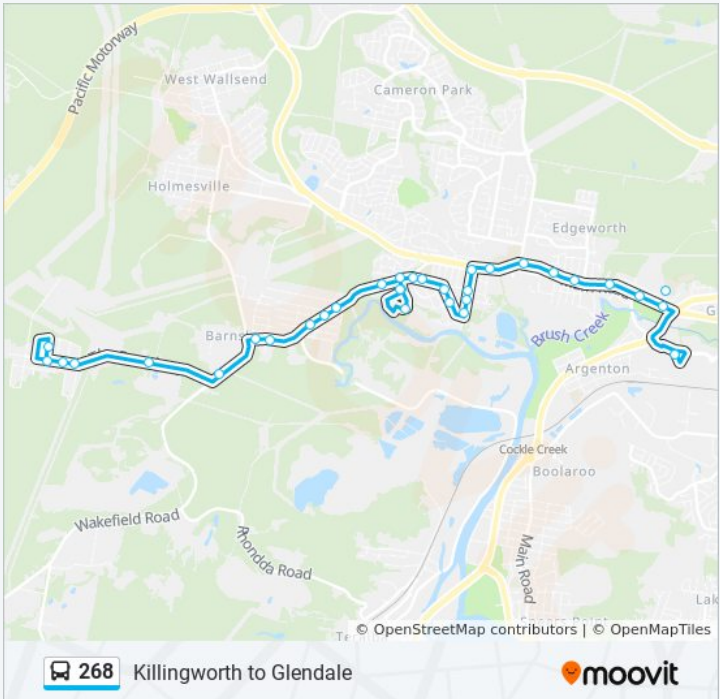 Pacific Motorway
West Wallsend
Cameron Park
Holmesville
Edgeworth
Brush Creek
Argenton
Cockle Creek
Boolaroo
Wakefield Road
Rhondda Road
Main Road
© OpenStreetMap contributors | © OpenMapTiles
268 Killingworth to Glendale
moovit